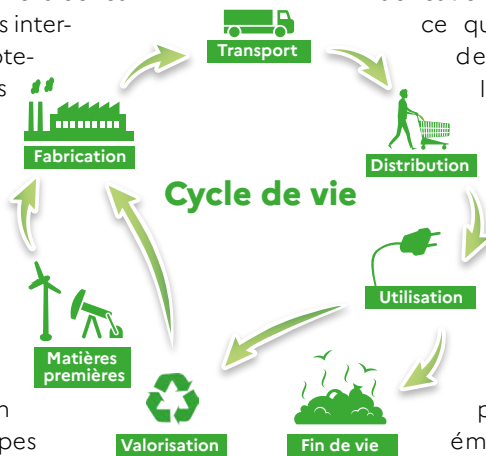 s inter-
ce qu
Transport
de
s
l
Fabrication
Distribution
Cycle de vie
Utilisation
Matières
premières
n
p
pes
Valorisation
Fin de vie
ém